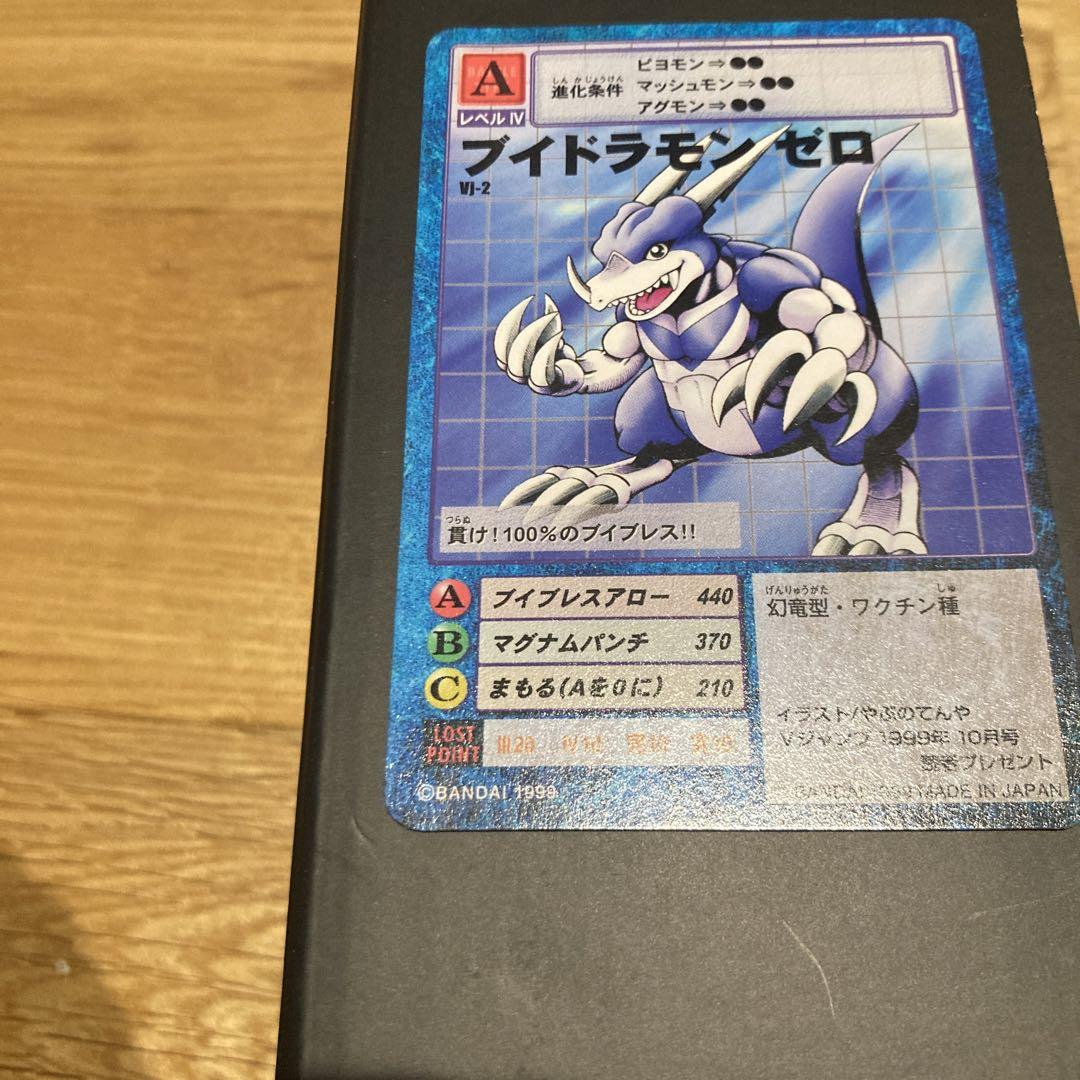 A
レベル IV
進化条件
しんかじょうけん
ピヨモン⇒●●
マッシュモン⇒●●
アグモン⇒●●
ブイドラモン ゼロ
Vj-2
つらぬ
貫け!100%のブイブレス!!
A ブイブレスアロー 440
B マグナムパンチ 370
C まもる(Aを0に) 210
LOST POINT
©BANDAI 1999
げんりゅうがた しゅ
幻竜型・ワクチン種
イラスト/やぶのてんや
Vジャンプ 1999年 10月号
読者プレゼント
MADE IN JAPAN